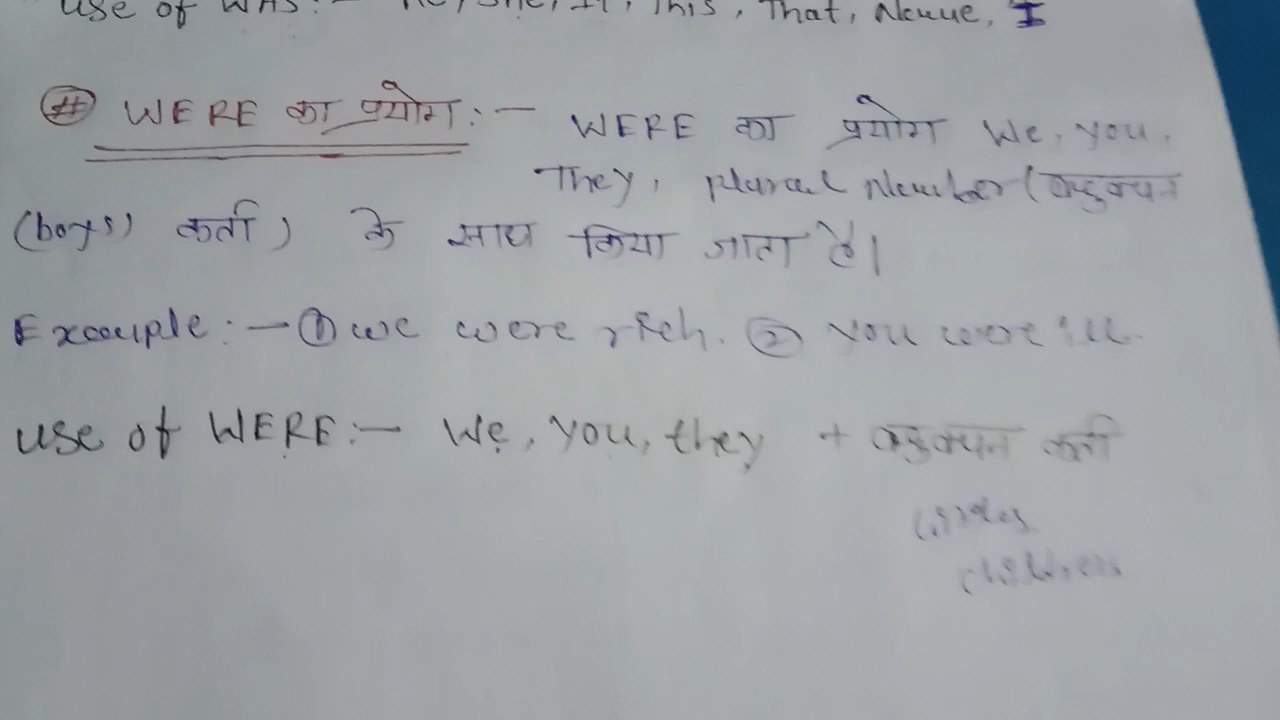 use of WAS:- He, She, It, This, That, Name, I
# WERE का प्रयोग:- WERE का प्रयोग We, you,
They, plural Number (बहुवचन
(boys) कर्ता) के साथ किया जाता है।
Example:- ① we were rich. ② you were ill.
use of WERE:- We, you, they + बहुवचन कर्ता
Girls
children